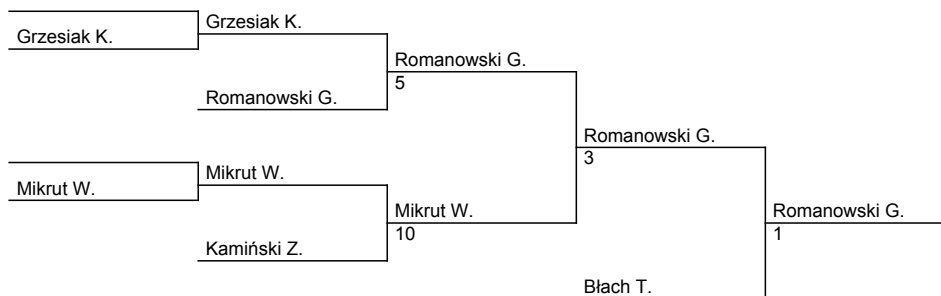 Grzesiak K.
Grzesiak K.
Romanowski G.
5
Romanowski G.
Romanowski G.
3
Mikrut W.
Mikrut W.
Mikrut W.
10
Romanowski G.
1
Kamiński Z.
Błach T.